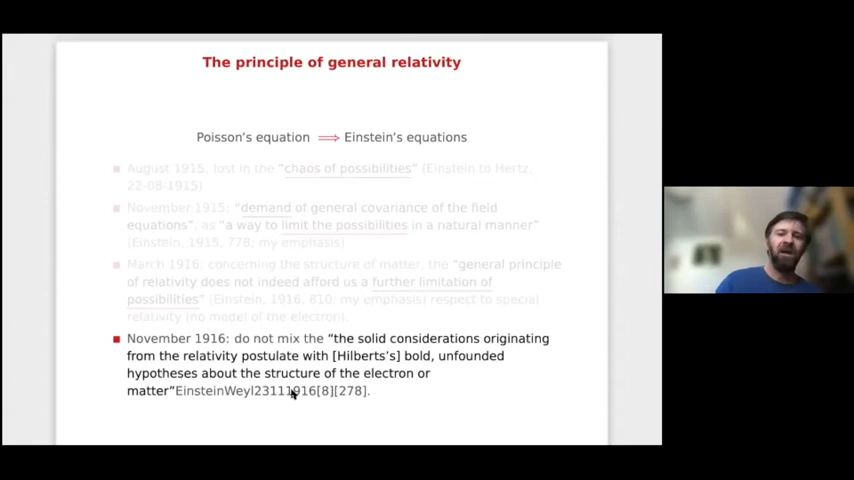 The principle of general relativity
Poisson's equation ⟹ Einstein's equations
August 1915: lost in the "chaos of possibilities" (Einstein to Hertz,
22-08-1915)
November 1915: "demand of general covariance of the field
equations", as "a way to limit the possibilities in a natural manner"
(Einstein, 1915, 778; my emphasis)
March 1916: concerning the structure of matter, the "general principle
of relativity does not indeed afford us a further limitation of
possibilities" (Einstein, 1916, 810; my emphasis) respect to special
relativity (no model of the electron).
November 1916: do not mix the "the solid considerations originating
from the relativity postulate with [Hilberts's] bold, unfounded
hypotheses about the structure of the electron or
matter"EinsteinWeyl23111916[8][278].